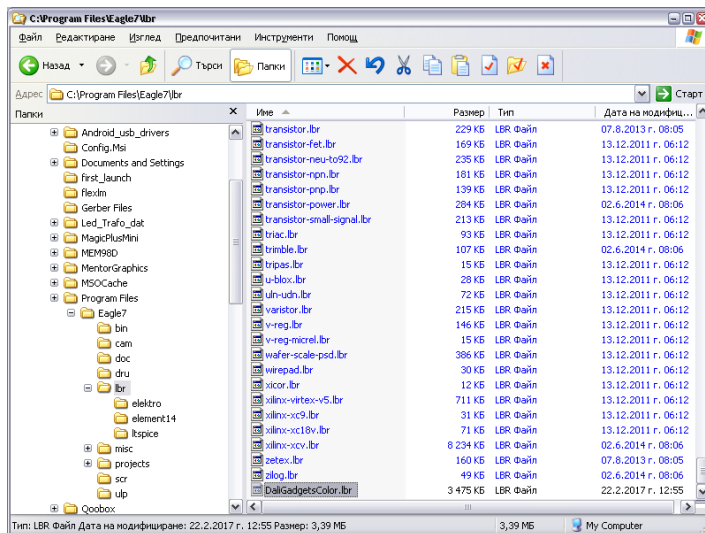 C:\Program Files\Eagle7\lbr
Файл Редактиране Изглед Предпочитани Инструменти Помощ
Назад Търси Папки
Адрес C:\Program Files\Eagle7\lbr Старт
Папки
Android_usb_drivers
Config.Msi
Documents and Settings
first_launch
flexlm
Gerber Files
Led_Trafo_dat
MagicPlusMini
MEM98D
MentorGraphics
MSOCache
Program Files
Eagle7
bin
cam
doc
dru
lbr
elektro
element14
ltspice
misc
projects
scr
ulp
Qoobox
Име Размер Тип Дата на модифиц...
transistor.lbr 229 КБ LBR Файл 07.8.2013 г. 08:05
transistor-fet.lbr 169 КБ LBR Файл 13.12.2011 г. 06:12
transistor-neu-to92.lbr 235 КБ LBR Файл 13.12.2011 г. 06:12
transistor-npn.lbr 181 КБ LBR Файл 13.12.2011 г. 06:12
transistor-pnp.lbr 139 КБ LBR Файл 13.12.2011 г. 06:12
transistor-power.lbr 284 КБ LBR Файл 02.6.2014 г. 08:06
transistor-small-signal.lbr 213 КБ LBR Файл 13.12.2011 г. 06:12
triac.lbr 93 КБ LBR Файл 13.12.2011 г. 06:12
trimble.lbr 107 КБ LBR Файл 02.6.2014 г. 08:06
tripas.lbr 15 КБ LBR Файл 13.12.2011 г. 06:12
u-blox.lbr 28 КБ LBR Файл 13.12.2011 г. 06:12
uln-udn.lbr 72 КБ LBR Файл 13.12.2011 г. 06:12
varistor.lbr 215 КБ LBR Файл 13.12.2011 г. 06:12
v-reg.lbr 146 КБ LBR Файл 13.12.2011 г. 06:12
v-reg-micrel.lbr 15 КБ LBR Файл 13.12.2011 г. 06:12
wafer-scale-psd.lbr 386 КБ LBR Файл 13.12.2011 г. 06:12
wirepad.lbr 30 КБ LBR Файл 13.12.2011 г. 06:12
xicor.lbr 12 КБ LBR Файл 13.12.2011 г. 06:12
xilinx-virtex-v5.lbr 711 КБ LBR Файл 13.12.2011 г. 06:12
xilinx-xc9.lbr 31 КБ LBR Файл 13.12.2011 г. 06:12
xilinx-xc18v.lbr 71 КБ LBR Файл 13.12.2011 г. 06:12
xilinx-xcv.lbr 8 234 КБ LBR Файл 02.6.2014 г. 08:06
zetex.lbr 160 КБ LBR Файл 07.8.2013 г. 08:05
zilog.lbr 49 КБ LBR Файл 02.6.2014 г. 08:06
DaliGadgetsColor.lbr 3 475 КБ LBR Файл 22.2.2017 г. 12:55
Тип: LBR Файл Дата на модифициране: 22.2.2017 г. 12:55 Размер: 3,39 МБ 3,39 МБ My Computer